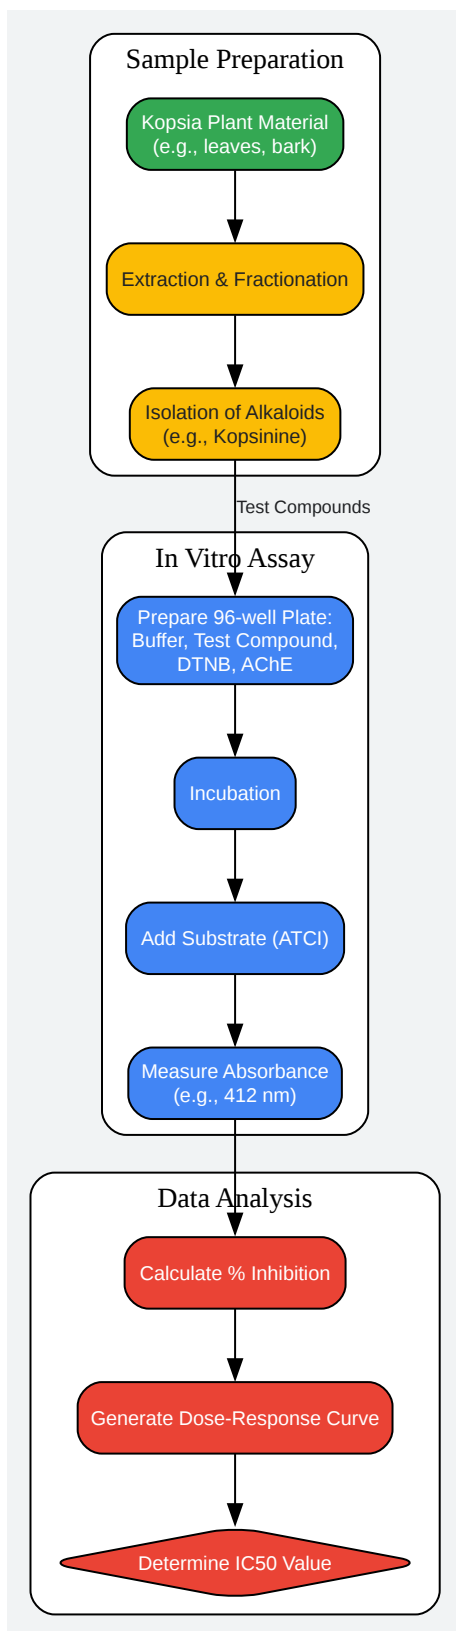 Sample Preparation
Kopsia Plant Material
(e.g., leaves, bark)
Extraction & Fractionation
Isolation of Alkaloids
(e.g., Kopsinine)
Test Compounds
In Vitro Assay
Prepare 96-well Plate:
Buffer, Test Compound,
DTNB, AChE
Incubation
Add Substrate (ATCI)
Measure Absorbance
(e.g., 412 nm)
Data Analysis
Calculate % Inhibition
Generate Dose-Response Curve
Determine IC50 Value